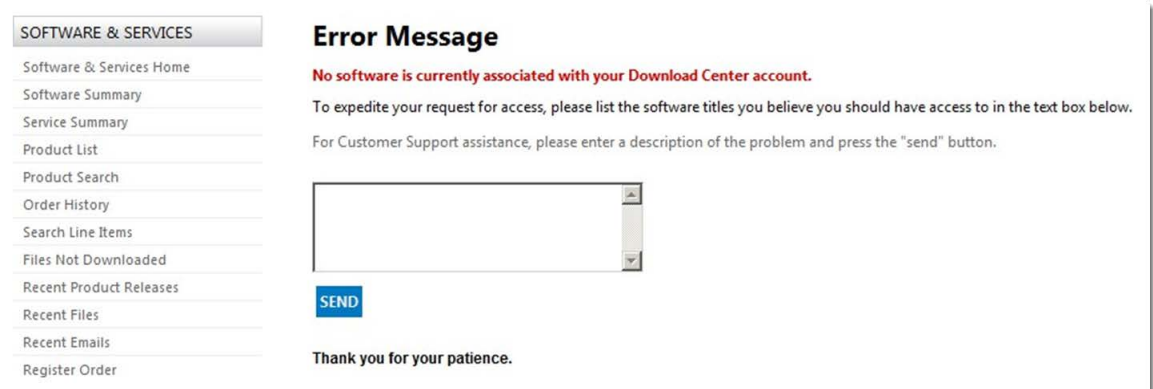 SOFTWARE & SERVICES
Software & Services Home
Software Summary
Service Summary
Product List
Product Search
Order History
Search Line Items
Files Not Downloaded
Recent Product Releases
Recent Files
Recent Emails
Register Order
Error Message
No software is currently associated with your Download Center account.
To expedite your request for access, please list the software titles you believe you should have access to in the text box below.
For Customer Support assistance, please enter a description of the problem and press the "send" button.
SEND
Thank you for your patience.